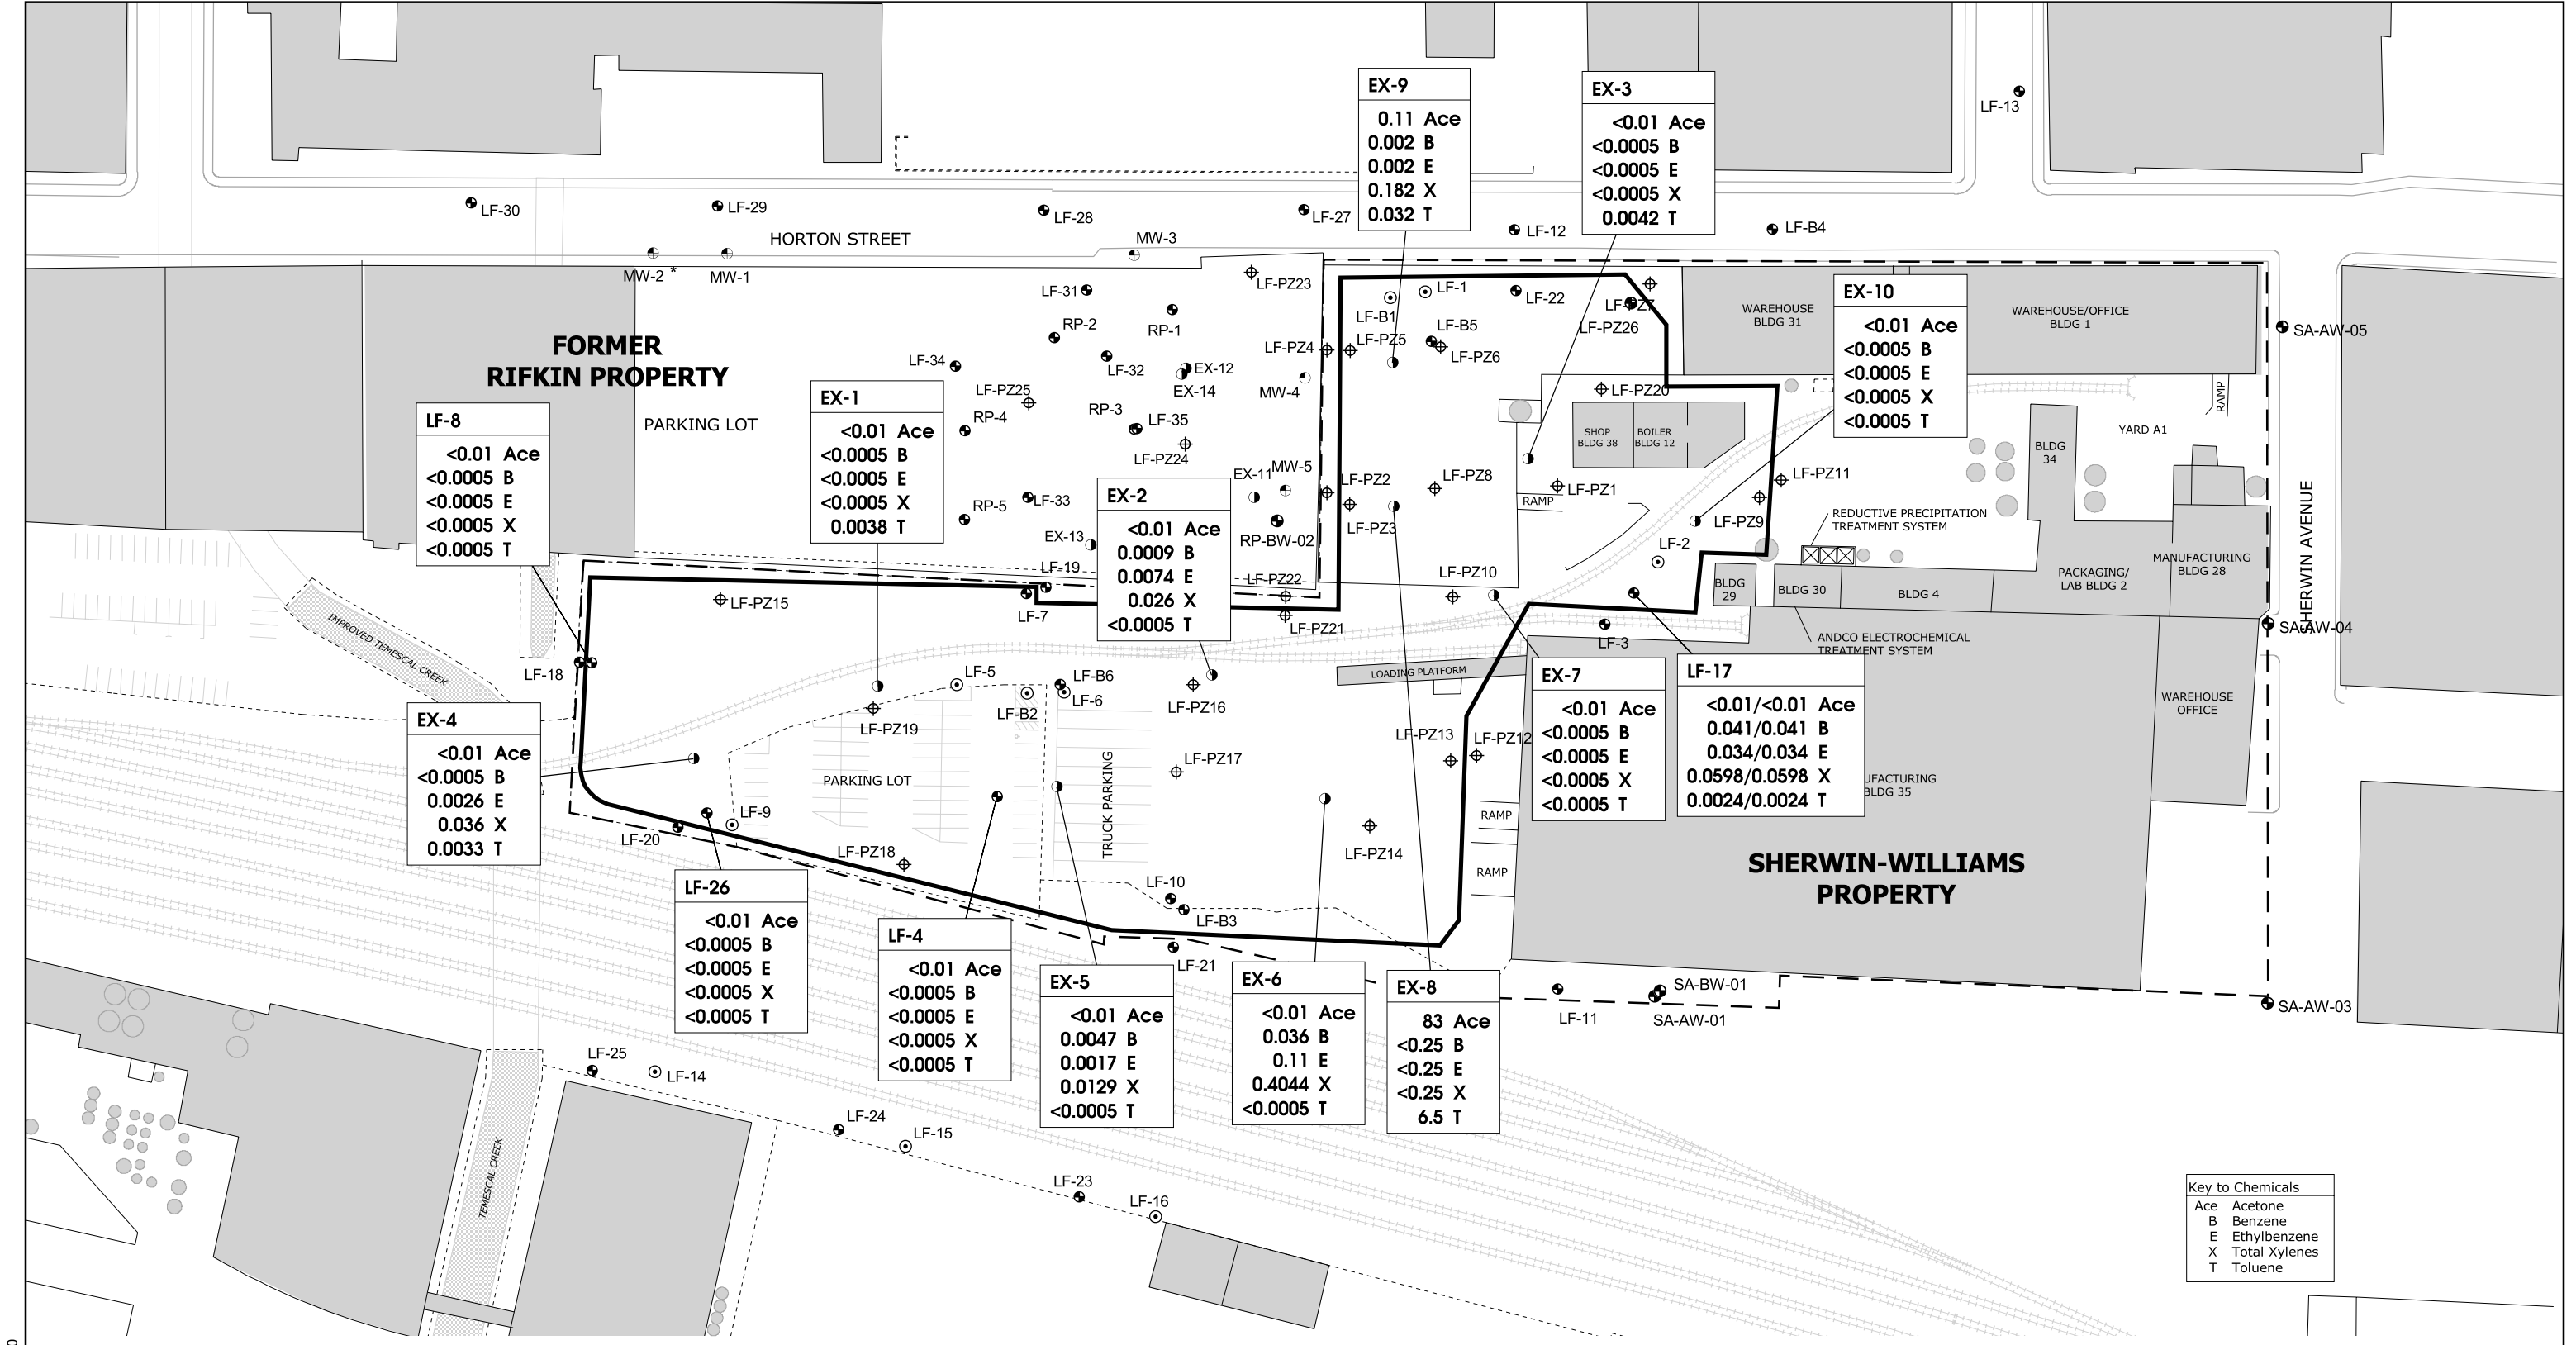 EX-9
0.11 Ace
0.002 B
0.002 E
0.182 X
0.032 T
EX-3
<0.01 Ace
<0.0005 B
<0.0005 E
<0.0005 X
0.0042 T
LF-13
LF-30
LF-29
LF-28
LF-27
LF-12
LF-B4
HORTON STREET
MW-3
MW-2 *
MW-1
LF-PZ23
LF-31
LF-1
LF-22
LF-PZ7
LF-PZ26
WAREHOUSE
BLDG 31
WAREHOUSE/OFFICE
BLDG 1
EX-10
<0.01 Ace
<0.0005 B
<0.0005 E
<0.0005 X
<0.0005 T
SA-AW-05
RP-2
RP-1
LF-B1
LF-B5
LF-PZ4
LF-PZ5
LF-PZ6
FORMER
RIFKIN PROPERTY
LF-34
LF-32
EX-12
EX-14
MW-4
LF-PZ20
RAMP
LF-PZ25
RP-3
RP-4
LF-35
LF-PZ24
PARKING LOT
EX-1
<0.01 Ace
<0.0005 B
<0.0005 E
<0.0005 X
0.0038 T
LF-8
<0.01 Ace
<0.0005 B
<0.0005 E
<0.0005 X
<0.0005 T
SHOP
BLDG 38
BOILER
BLDG 12
BLDG
34
YARD A1
EX-11
MW-5
LF-PZ2
LF-PZ8
LF-PZ1
LF-PZ11
RP-5
LF-33
EX-2
<0.01 Ace
0.0009 B
0.0074 E
0.026 X
<0.0005 T
RAMP
LF-PZ3
LF-PZ9
REDUCTIVE PRECIPITATION
TREATMENT SYSTEM
EX-13
RP-BW-02
LF-2
SHERWIN AVENUE
LF-19
LF-PZ22
LF-PZ10
BLDG
29
BLDG 30
BLDG 4
PACKAGING/
LAB BLDG 2
MANUFACTURING
BLDG 28
LF-PZ15
LF-7
LF-PZ21
LF-3
ANDCO ELECTROCHEMICAL
TREATMENT SYSTEM
SA-AW-04
IMPROVED TEMESCAL CREEK
LF-18
LF-5
LF-B6
LF-6
LF-B2
LF-PZ16
LOADING PLATFORM
EX-7
<0.01 Ace
<0.0005 B
<0.0005 E
<0.0005 X
<0.0005 T
LF-17
<0.01/<0.01 Ace
0.041/0.041 B
0.034/0.034 E
0.0598/0.0598 X
0.0024/0.0024 T
WAREHOUSE
OFFICE
EX-4
<0.01 Ace
<0.0005 B
0.0026 E
0.036 X
0.0033 T
LF-PZ19
LF-PZ13
LF-PZ12
LF-PZ17
PARKING LOT
TRUCK PARKING
UFACTURING
BLDG 35
LF-9
LF-20
LF-PZ18
LF-PZ14
RAMP
RAMP
SHERWIN-WILLIAMS
PROPERTY
LF-26
<0.01 Ace
<0.0005 B
<0.0005 E
<0.0005 X
<0.0005 T
LF-10
LF-B3
LF-4
<0.01 Ace
<0.0005 B
<0.0005 E
<0.0005 X
<0.0005 T
LF-21
EX-5
<0.01 Ace
0.0047 B
0.0017 E
0.0129 X
<0.0005 T
EX-6
<0.01 Ace
0.036 B
0.11 E
0.4044 X
<0.0005 T
EX-8
83 Ace
<0.25 B
<0.25 E
<0.25 X
6.5 T
LF-11
SA-BW-01
SA-AW-01
SA-AW-03
LF-25
LF-14
LF-24
LF-15
TEMESCAL CREEK
LF-23
LF-16
Key to Chemicals
Ace Acetone
B Benzene
E Ethylbenzene
X Total Xylenes
T Toluene